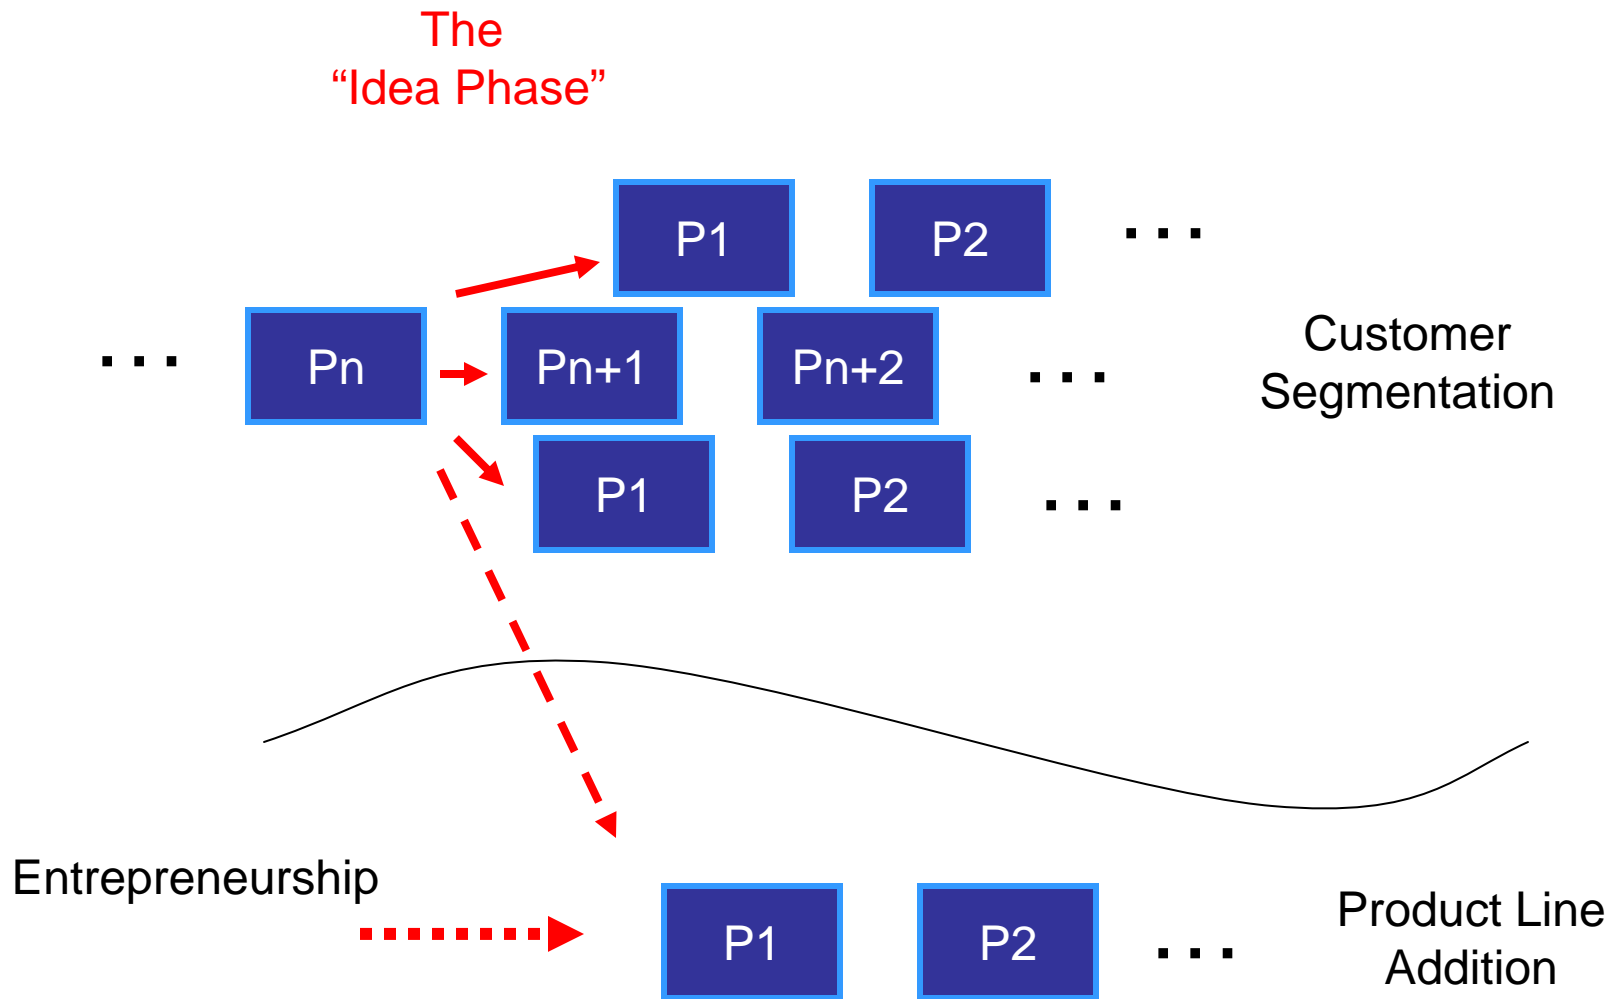 The
“Idea Phase”
P1 P2 ...
... Pn Pn+1 Pn+2 ...
Customer
Segmentation
P1 P2 ...
Entrepreneurship
P1 P2 ...
Product Line
Addition